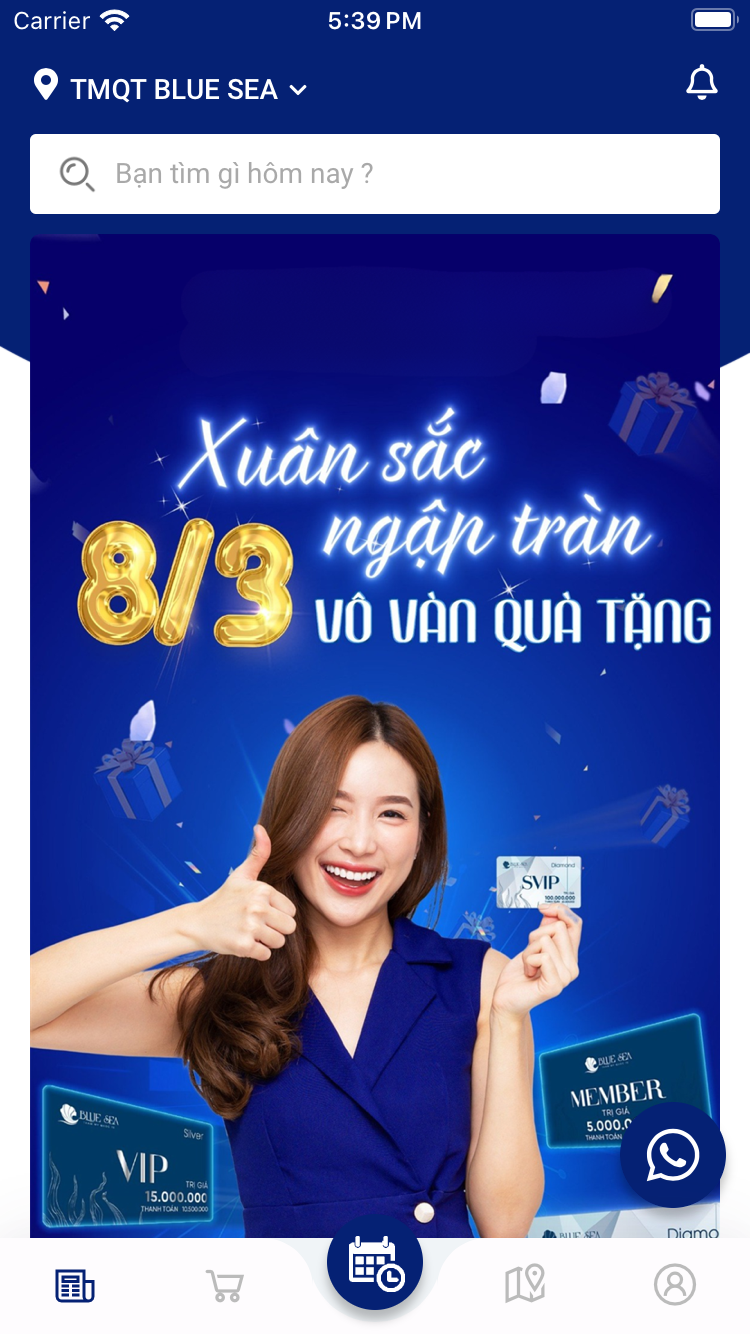 Carrier 5:39 PM
TMQT BLUE SEA
Bạn tìm gì hôm nay ?
Xuân sắc
ngập tràn
8/3
VÔ VÀN QUÀ TẶNG
Diamond
SVIP
100.000.000
BLUE SEA
MEMBER
TRỊ GIÁ
5.000.0
THANH TOÁN
BLUE SEA
Silver
VIP
TRỊ GIÁ
15.000.000
THANH TOÁN 10.500.000
BLUE SEA
Diamo